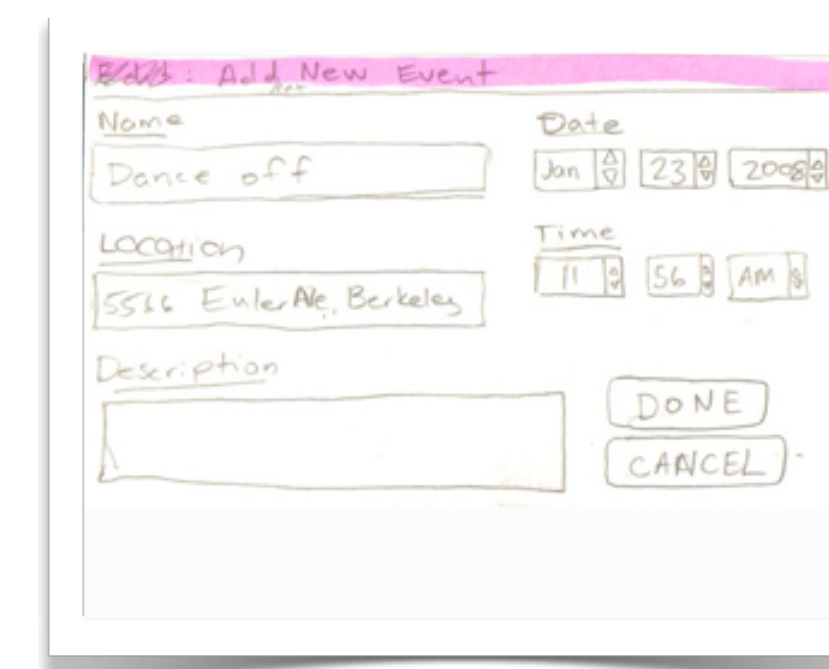 : Add New Event
Name
Dance off
Location
5566 Euler Ave, Berkeley
Description
Date
Jan 23 2008
Time
11 56 AM
DONE
CANCEL